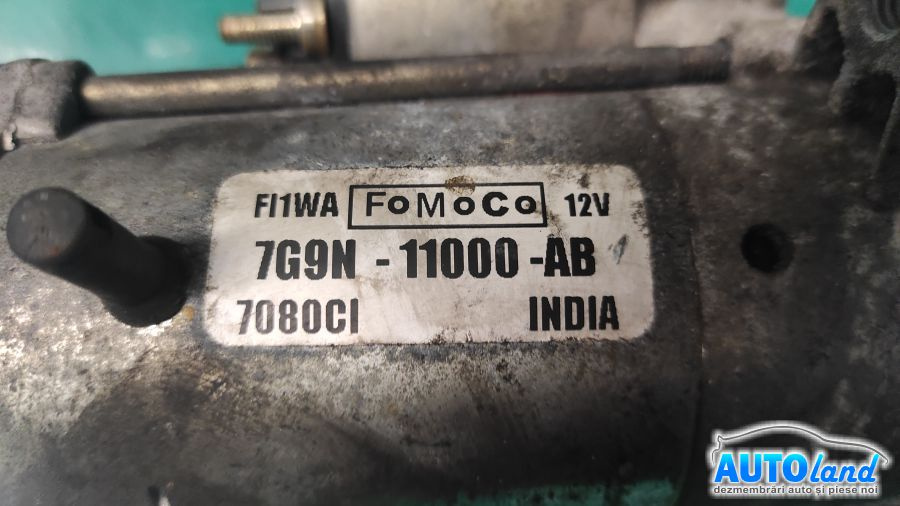 FI1WA FoMoCo 12V
7G9N - 11000 -AB
7080CI INDIA
AUTOland
dezmembrări auto și piese noi